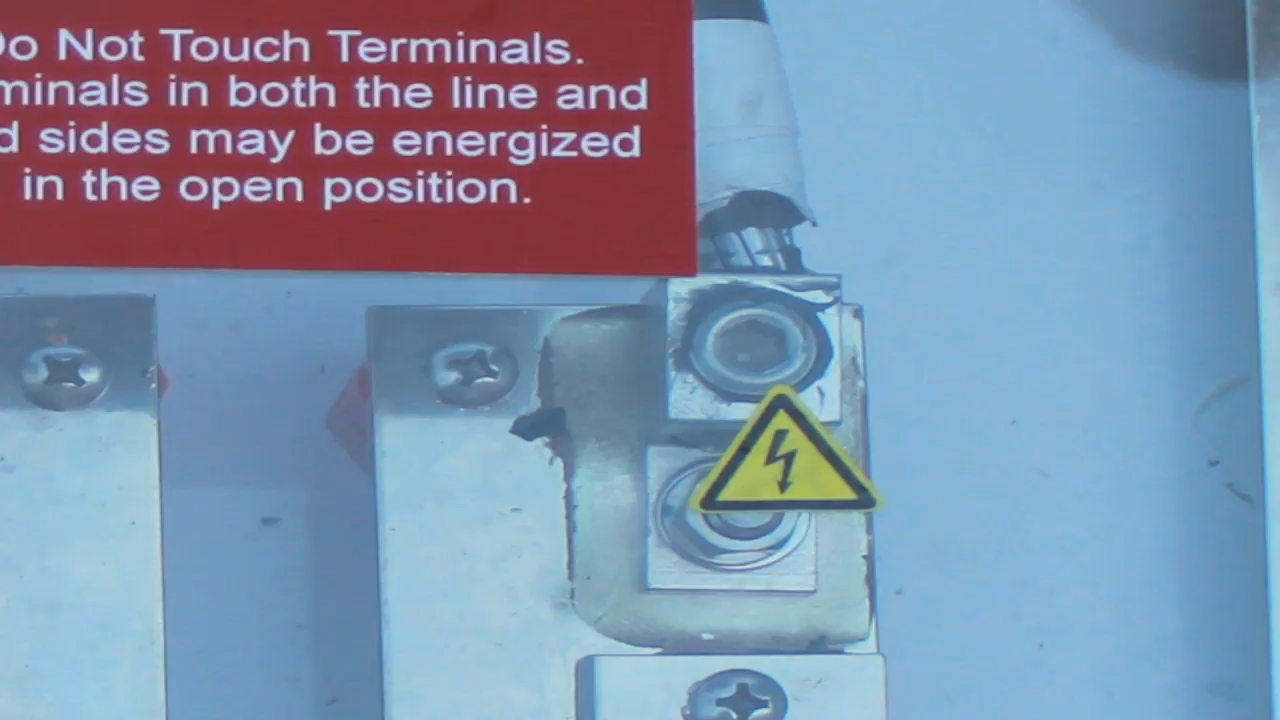 Do Not Touch Terminals.
minals in both the line and
d sides may be energized
in the open position.